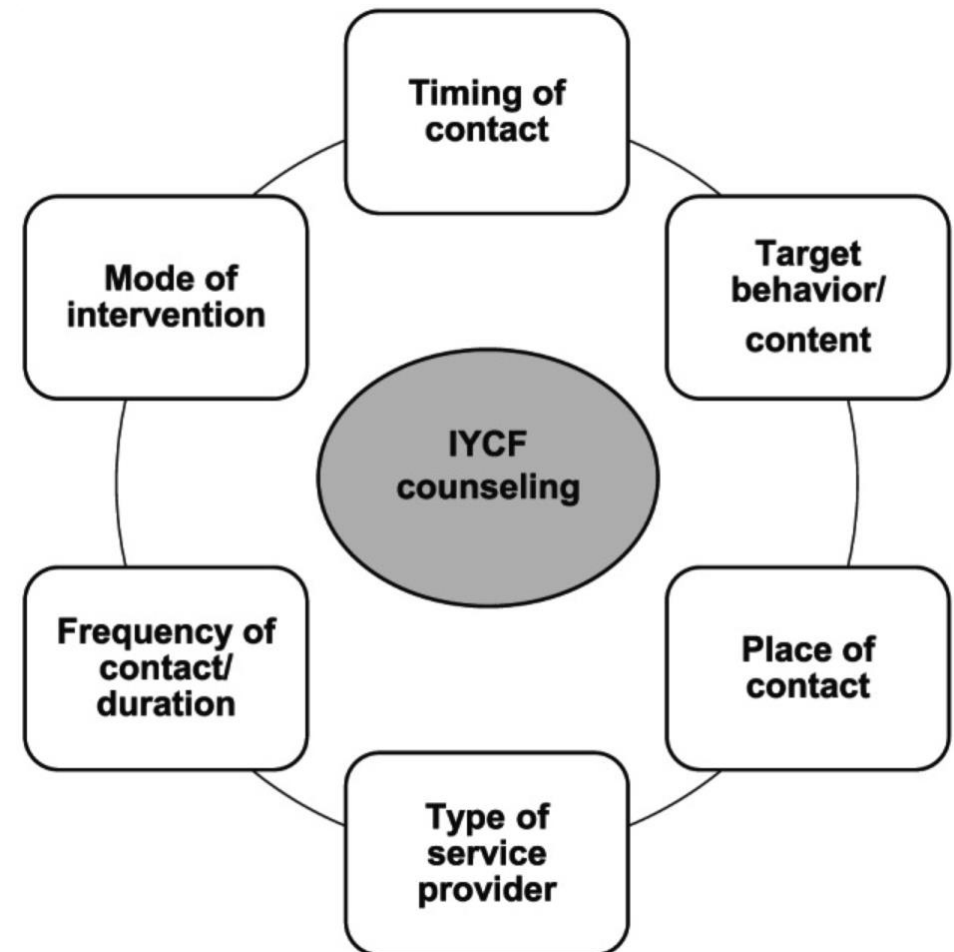 Timing of
contact
Target
behavior/
content
Place of
contact
Type of
service
provider
Frequency of
contact/
duration
Mode of
intervention
IYCF
counseling